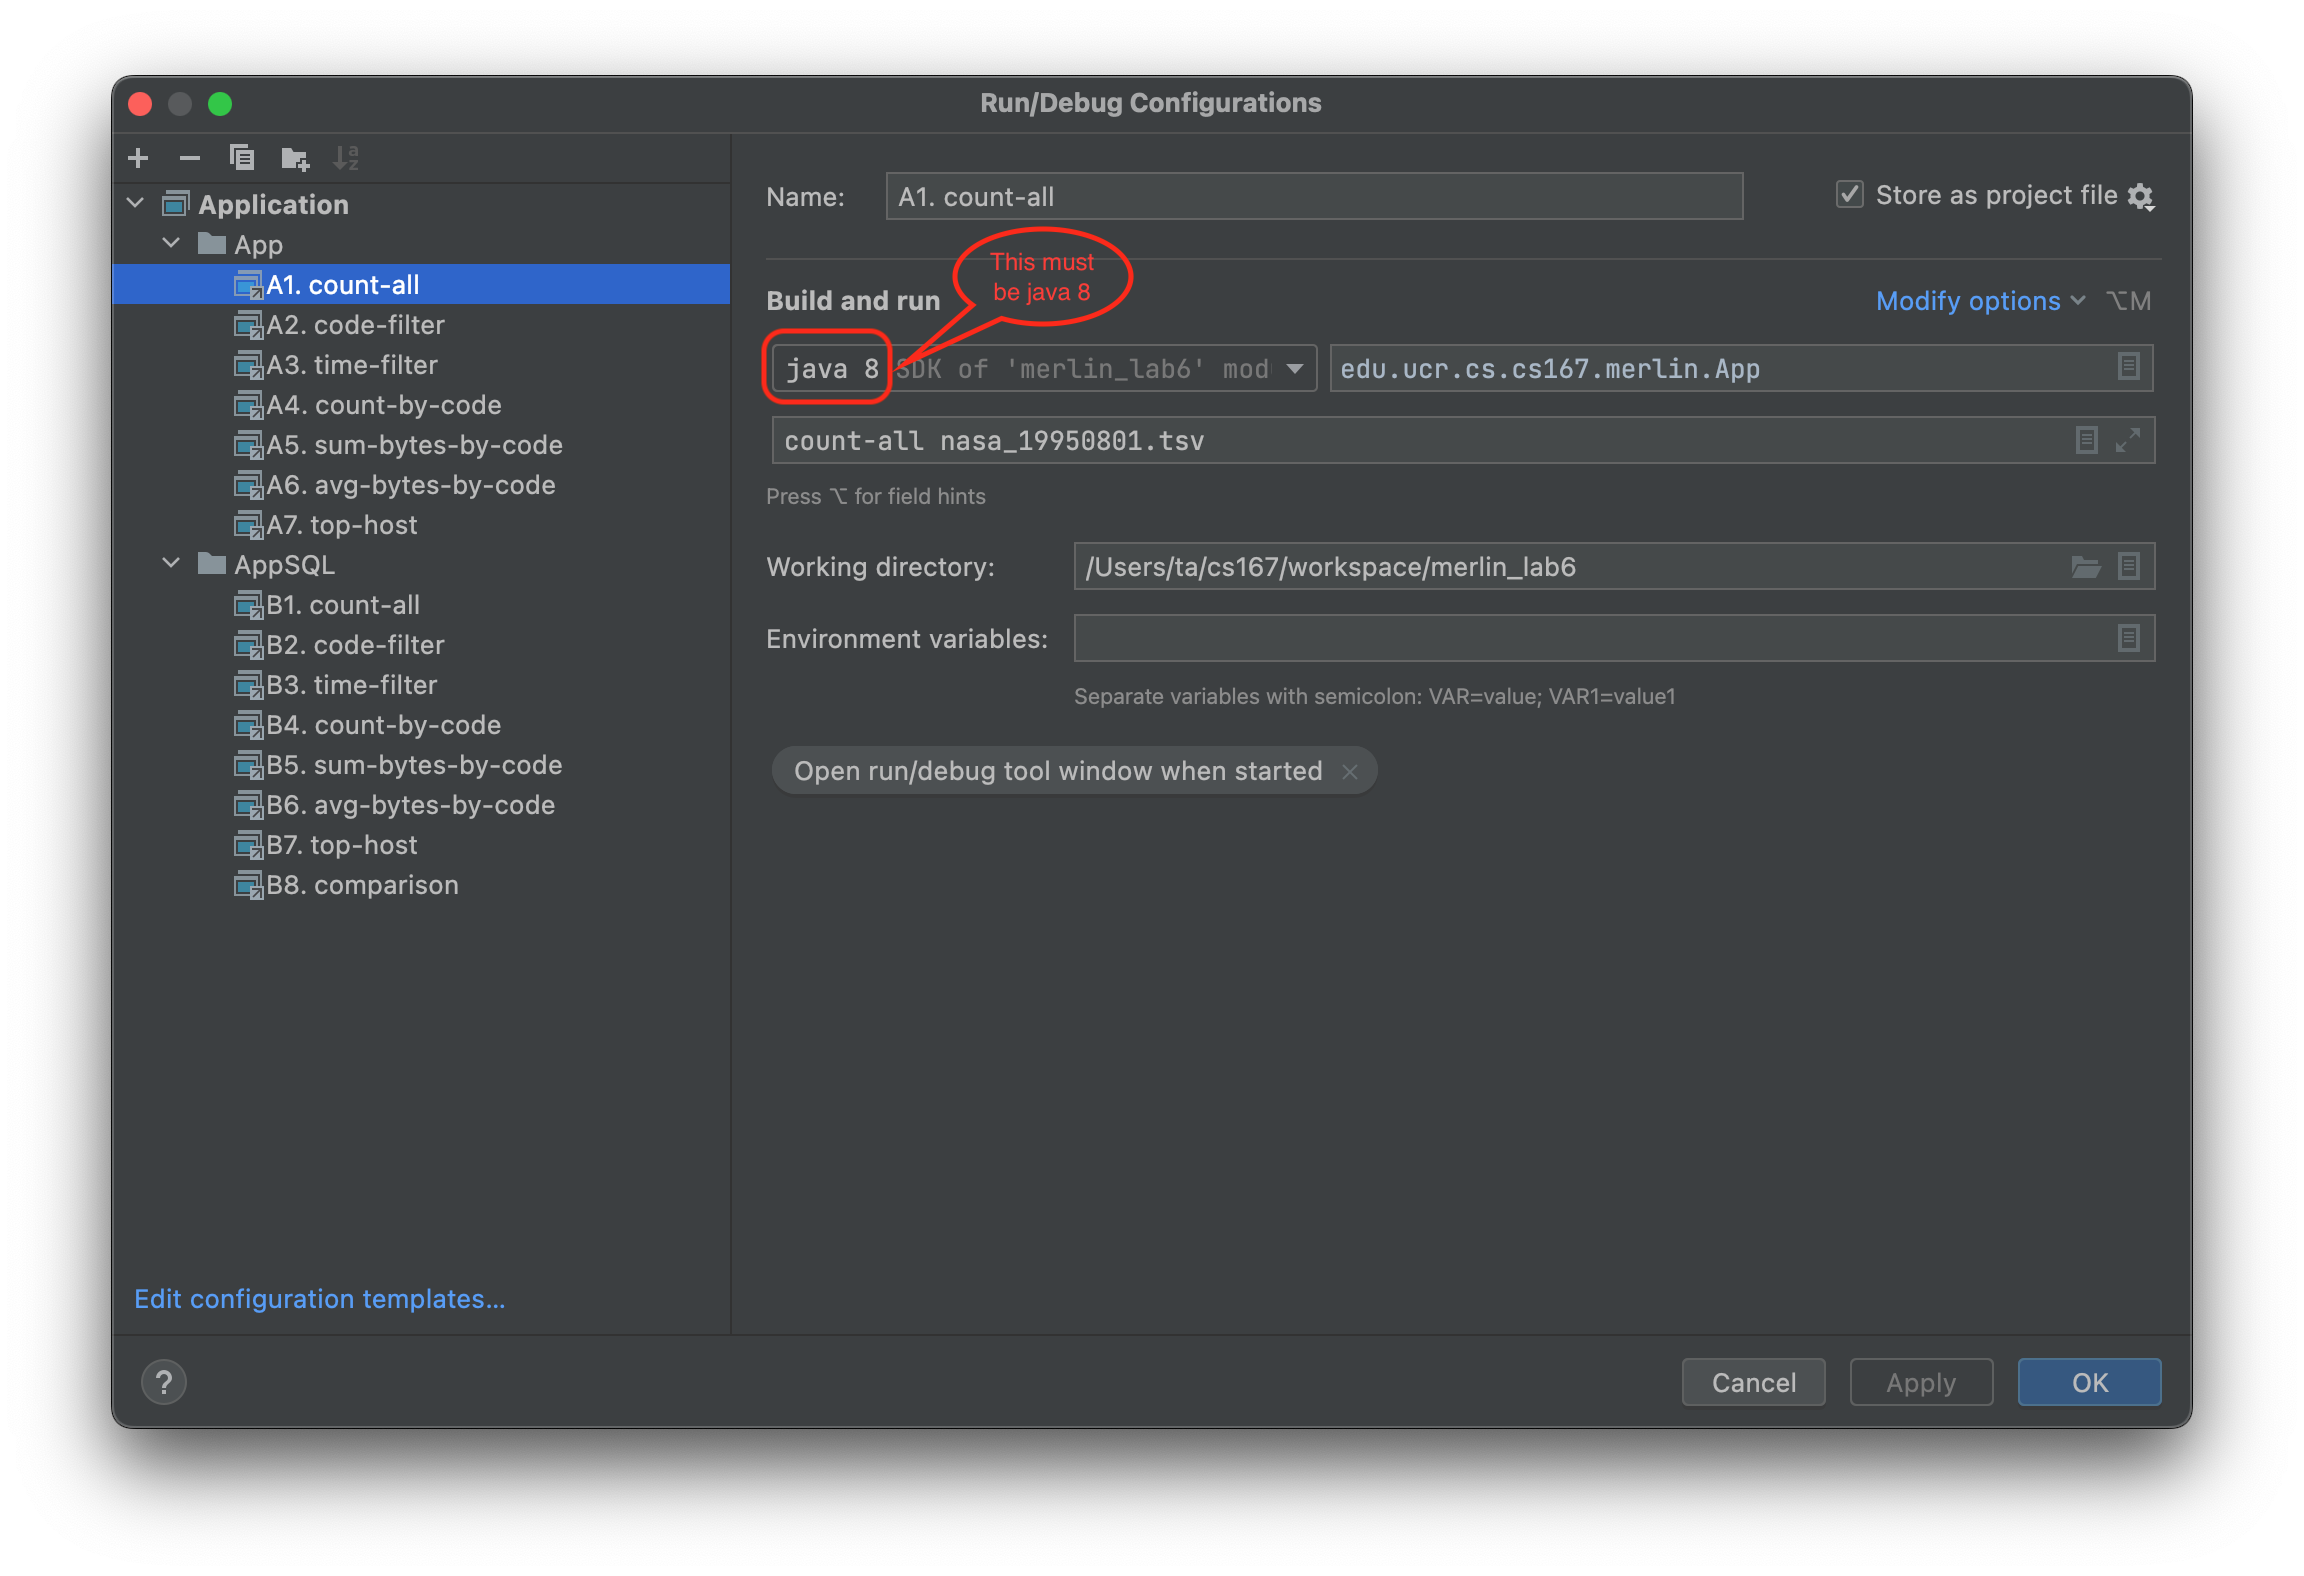 Run/Debug Configurations
Application
App
A1. count-all
A2. code-filter
A3. time-filter
A4. count-by-code
A5. sum-bytes-by-code
A6. avg-bytes-by-code
A7. top-host
AppSQL
B1. count-all
B2. code-filter
B3. time-filter
B4. count-by-code
B5. sum-bytes-by-code
B6. avg-bytes-by-code
B7. top-host
B8. comparison
Edit configuration templates...
Name: A1. count-all
Store as project file
This must
be java 8
Build and run
Modify options ⌥M
java 8 SDK of 'merlin_lab6' mod
edu.ucr.cs.cs167.merlin.App
count-all nasa_19950801.tsv
Press ⌥ for field hints
Working directory: /Users/ta/cs167/workspace/merlin_lab6
Environment variables:
Separate variables with semicolon: VAR=value; VAR1=value1
Open run/debug tool window when started
?
Cancel
Apply
OK